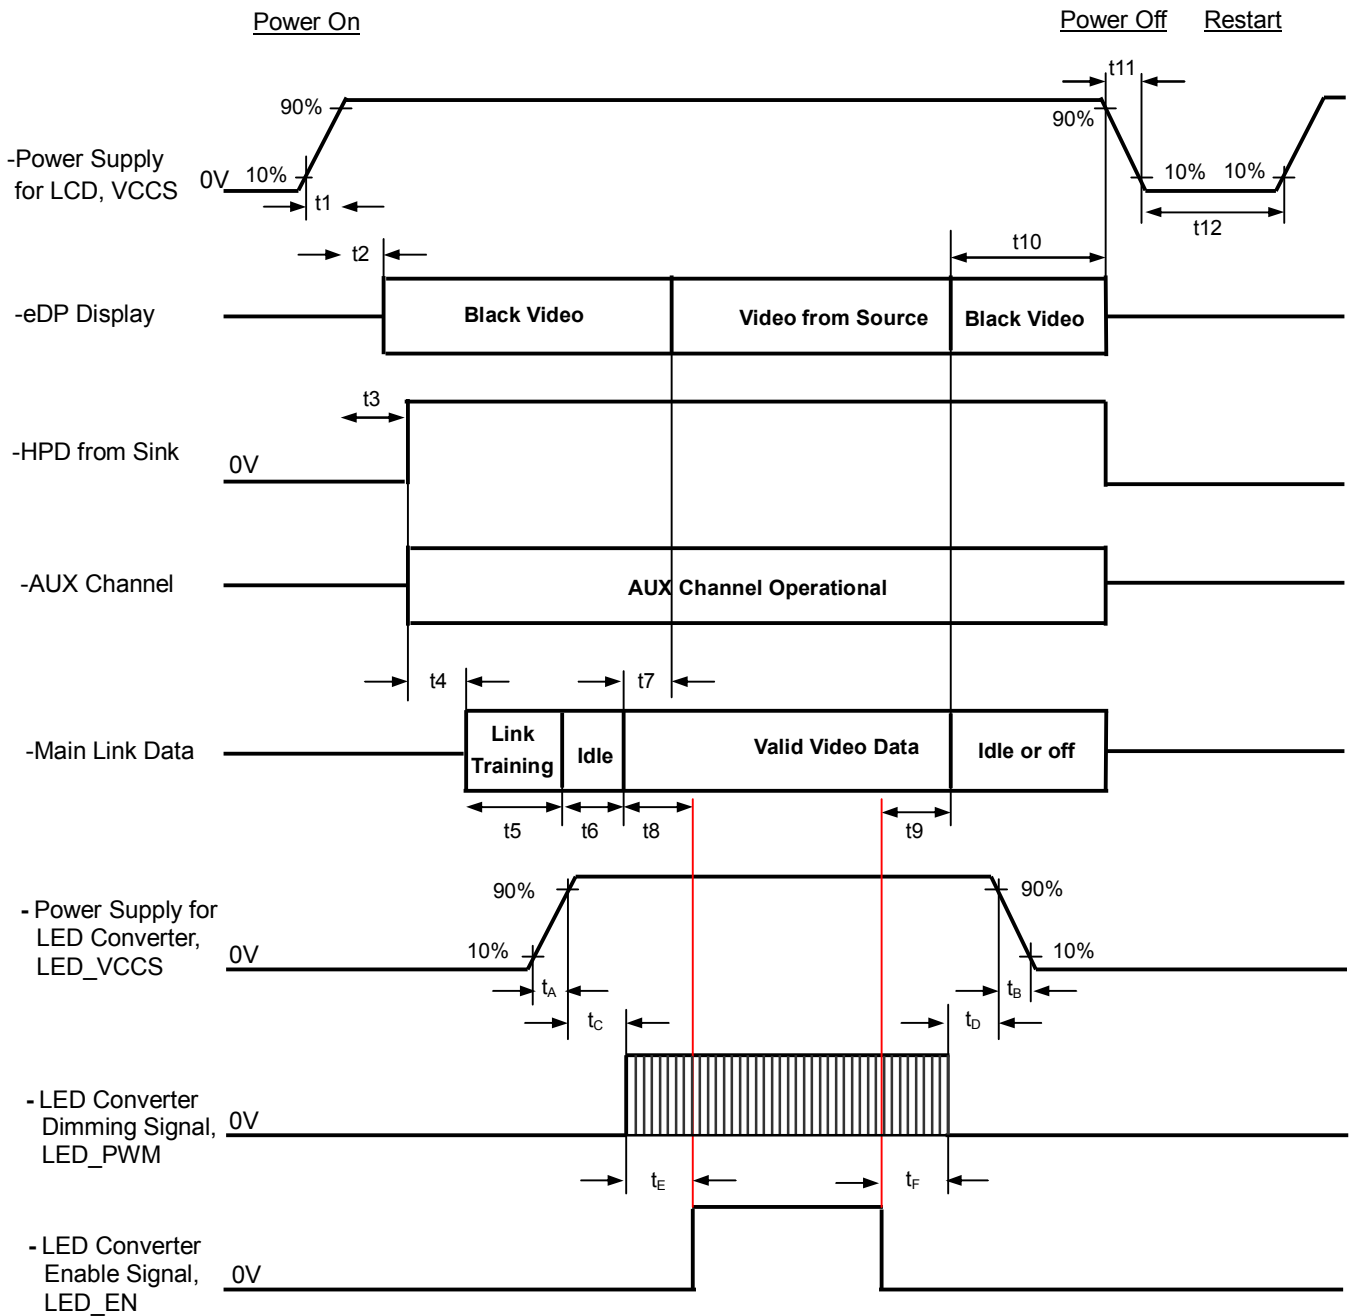 Power On
Power Off
Restart
t11
90%
90%
-Power Supply
for LCD, VCCS
0V
10%
10%
10%
t1
t12
t2
t10
-eDP Display
Black Video
Video from Source
Black Video
t3
-HPD from Sink
0V
-AUX Channel
AUX Channel Operational
t4
t7
-Main Link Data
Link
Training
Idle
Valid Video Data
Idle or off
t5
t6
t8
t9
90%
90%
- Power Supply for
LED Converter,
LED_VCCS
0V
10%
10%
tA
tB
tC
tD
- LED Converter
Dimming Signal,
LED_PWM
0V
tE
tF
- LED Converter
Enable Signal,
LED_EN
0V